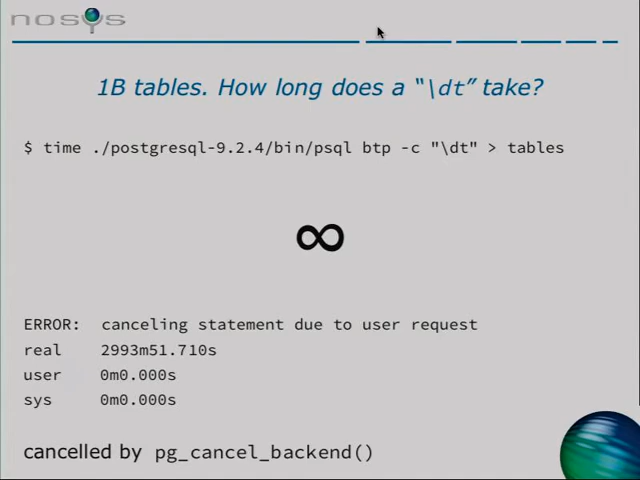 nosys
1B tables. How long does a “\dt” take?
$ time ./postgresql-9.2.4/bin/psql btp -c "\dt" > tables
∞
ERROR:  canceling statement due to user request
real    2993m51.710s
user    0m0.000s
sys     0m0.000s
cancelled by pg_cancel_backend()